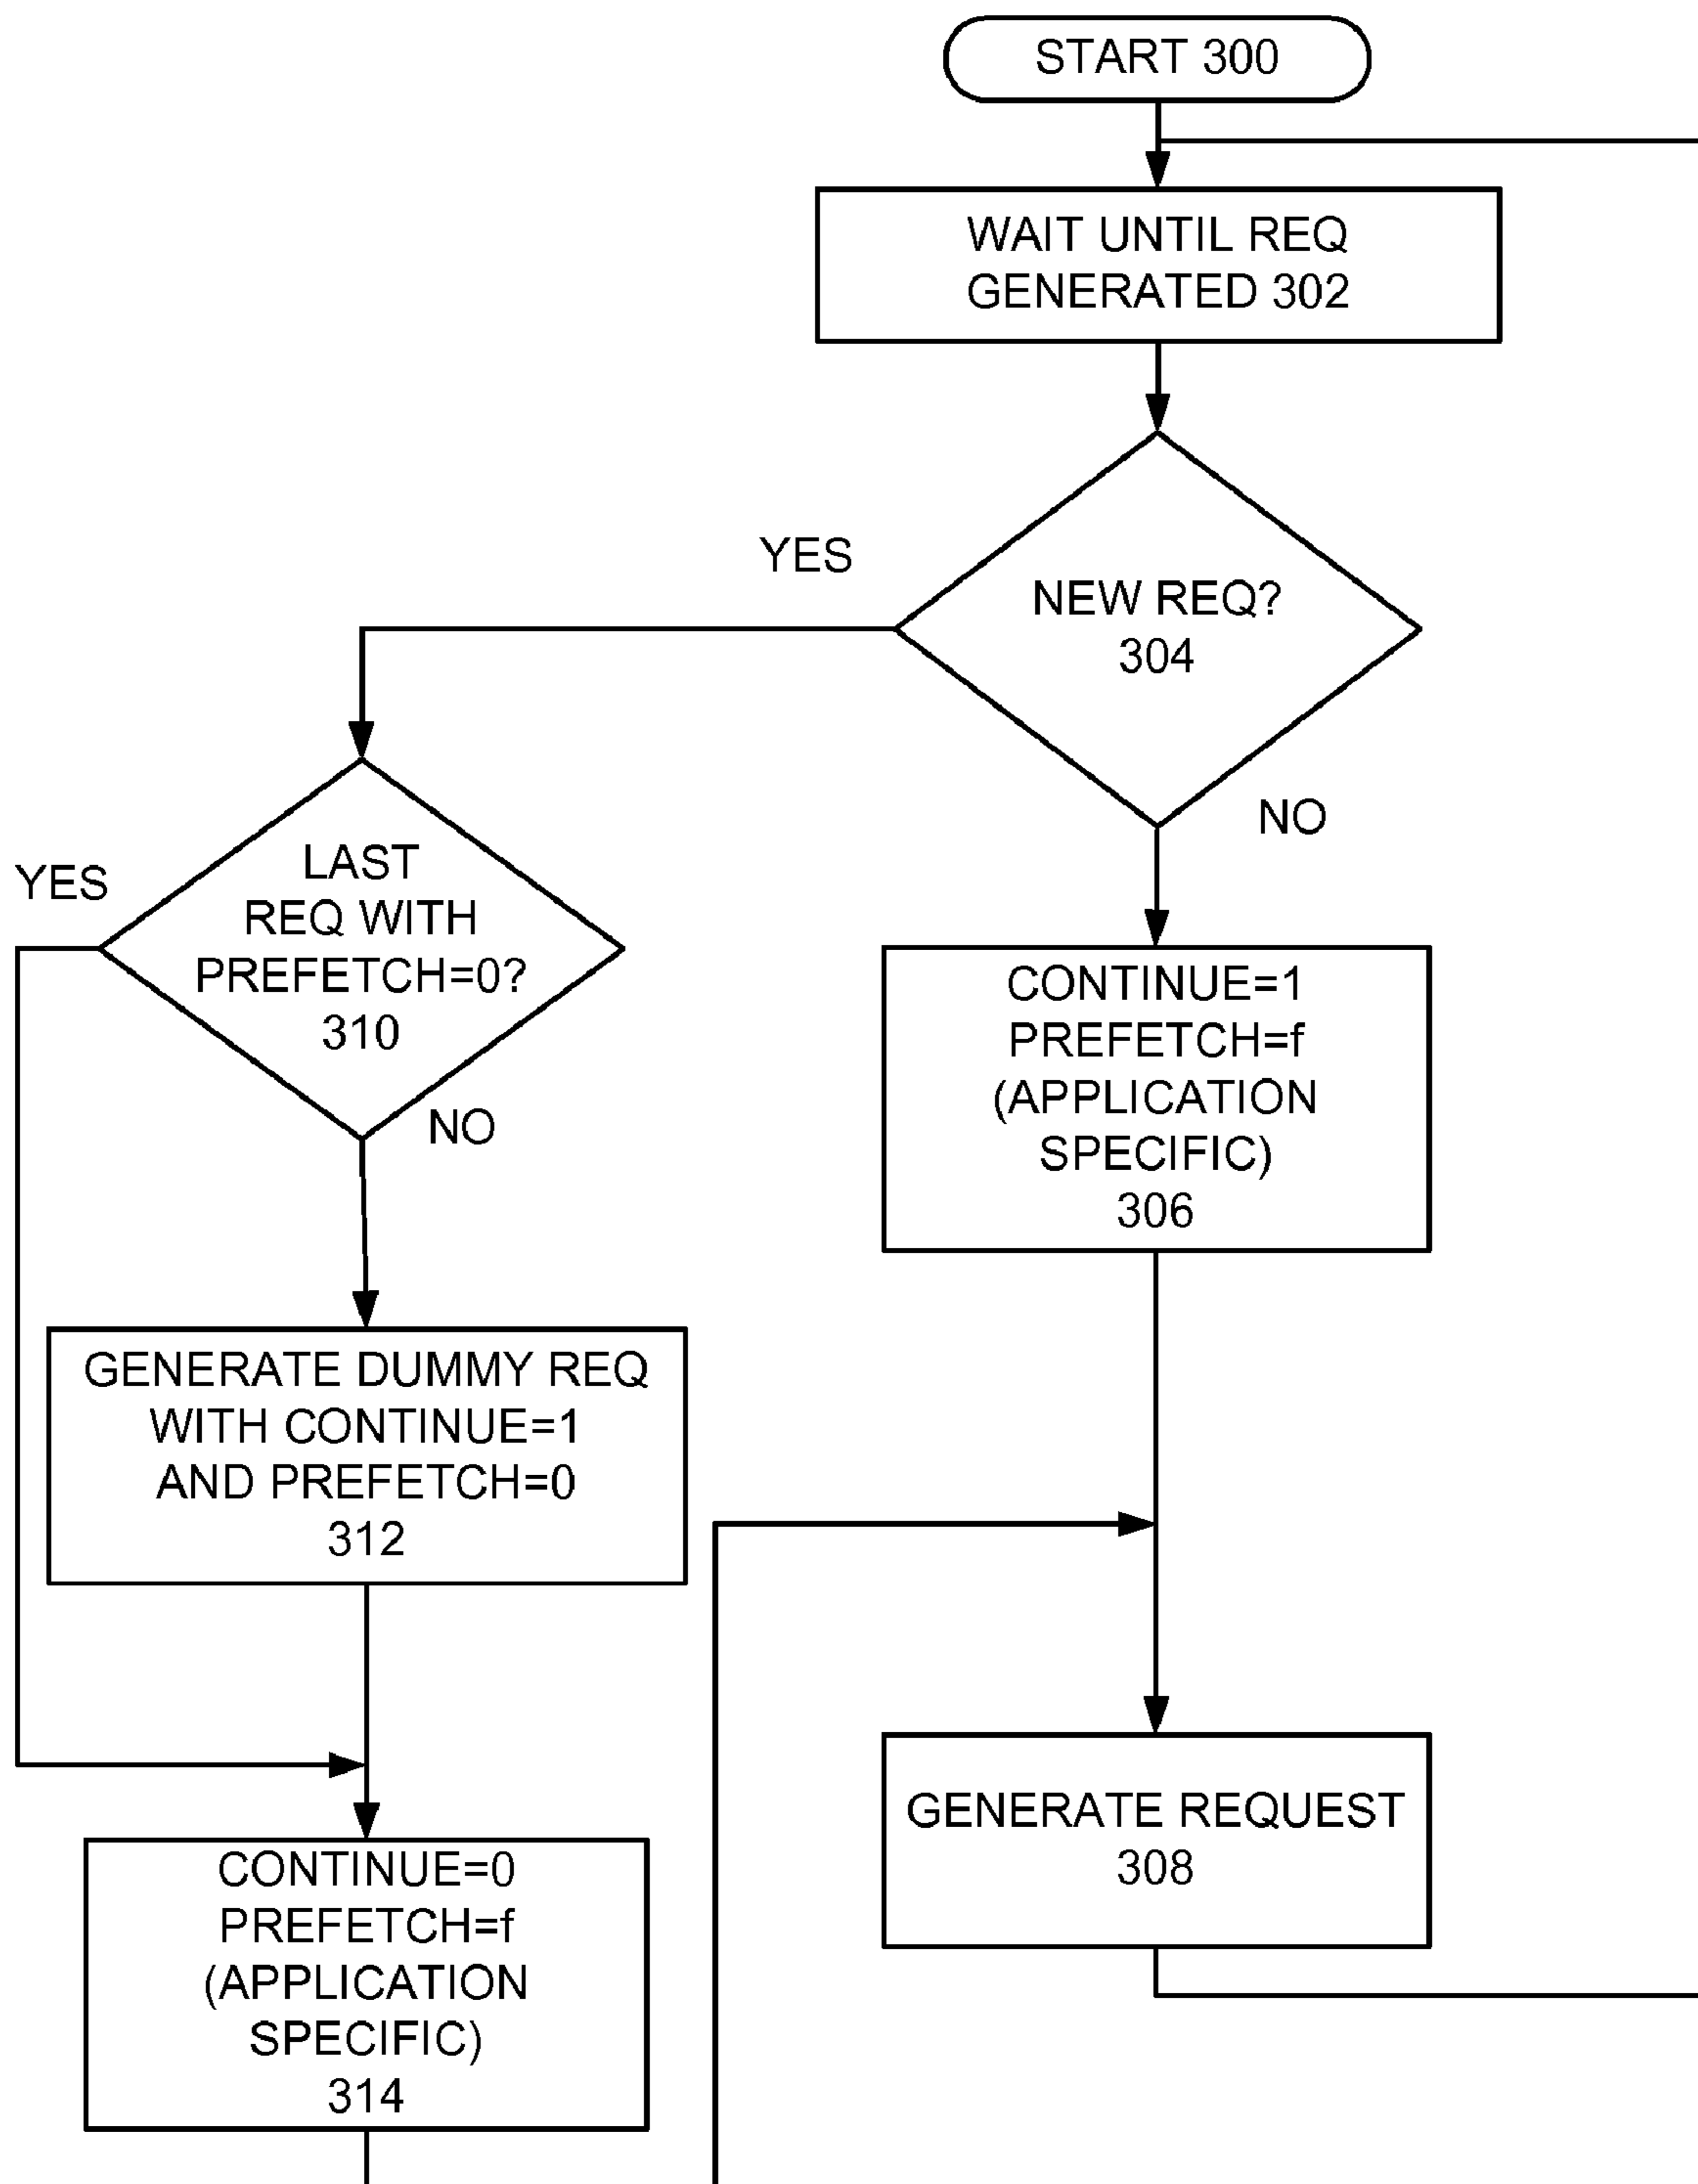 START 300
WAIT UNTIL REQ
GENERATED 302
YES
NEW REQ?
304
NO
YES
LAST
REQ WITH
PREFETCH=0?
310
NO
CONTINUE=1
PREFETCH=f
(APPLICATION
SPECIFIC)
306
GENERATE DUMMY REQ
WITH CONTINUE=1
AND PREFETCH=0
312
GENERATE REQUEST
308
CONTINUE=0
PREFETCH=f
(APPLICATION
SPECIFIC)
314